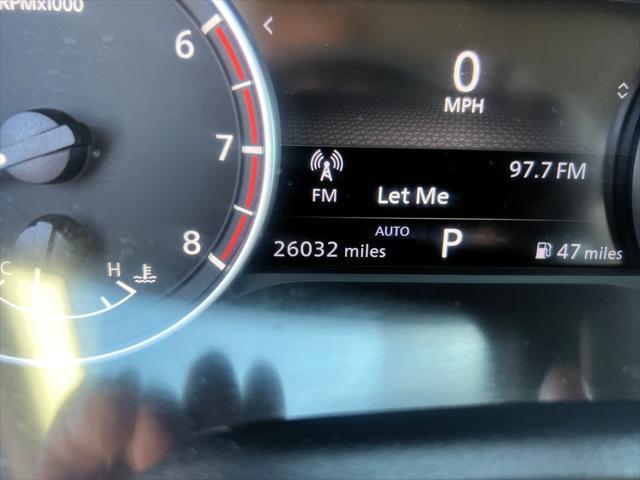 RPMx1000
6
7
8
C H
<
0
MPH
97.7 FM
FM Let Me
AUTO
26032 miles P 47 miles